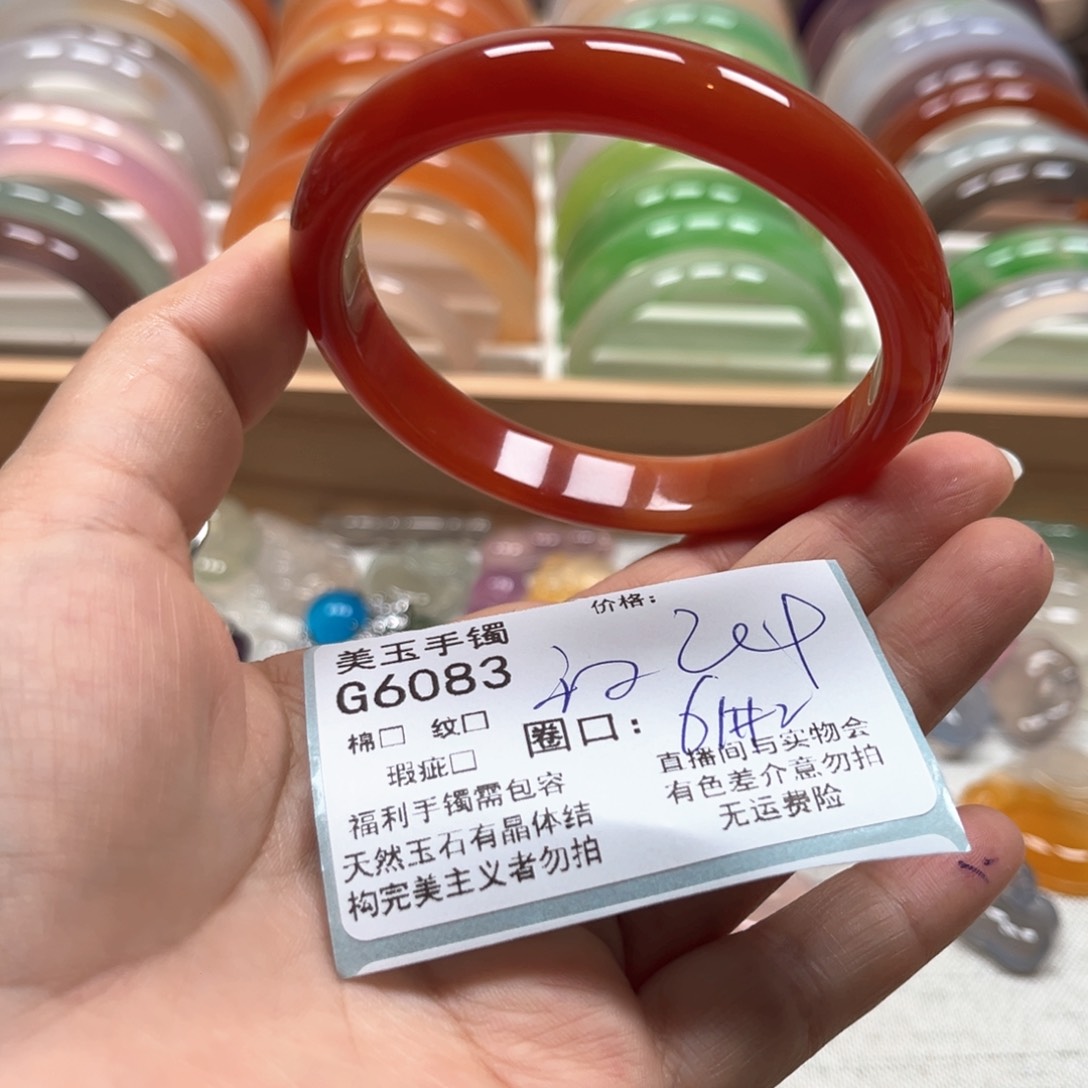 价格：
美玉手镯
G6083
棉□ 纹□
圈口：
瑕疵□
福利手镯需包容
天然玉石有晶体结
构完美主义者勿拍
直播间与实物会
有色差介意勿拍
无运费险